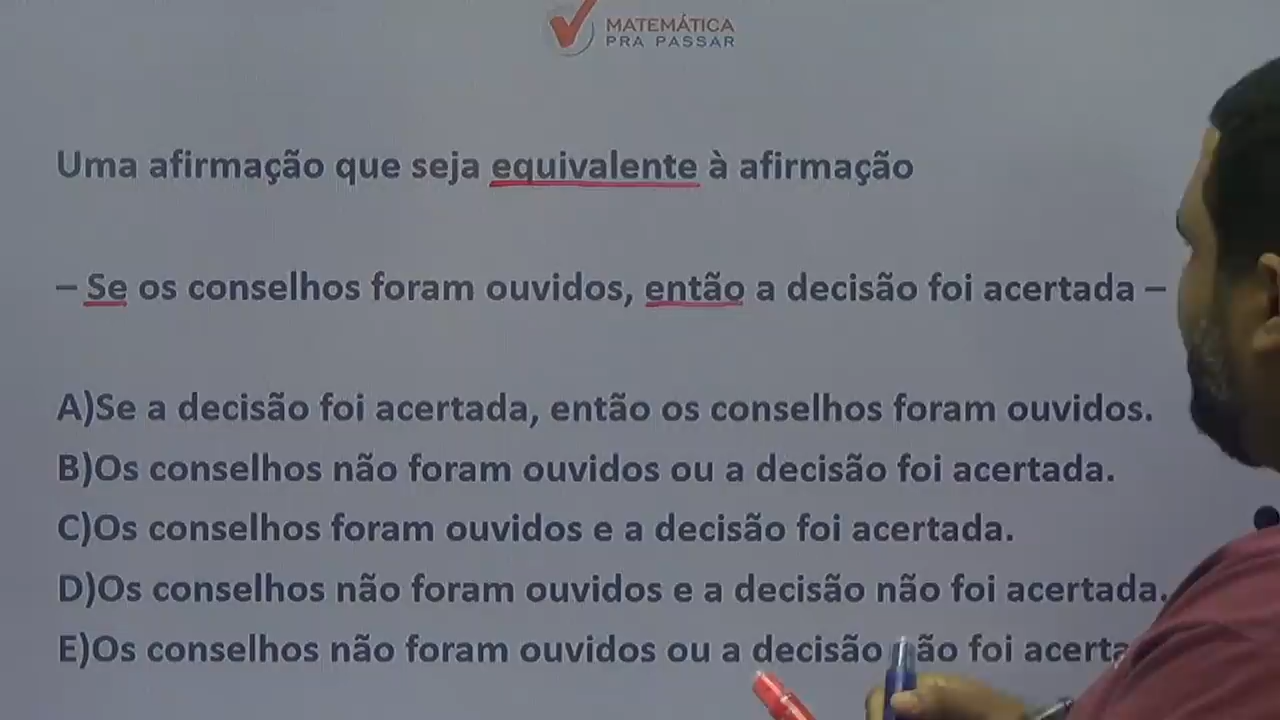 MATEMÁTICA
PRA PASSAR
Uma afirmação que seja equivalente à afirmação
– Se os conselhos foram ouvidos, então a decisão foi acertada –
A)Se a decisão foi acertada, então os conselhos foram ouvidos.
B)Os conselhos não foram ouvidos ou a decisão foi acertada.
C)Os conselhos foram ouvidos e a decisão foi acertada.
D)Os conselhos não foram ouvidos e a decisão não foi acertada.
E)Os conselhos não foram ouvidos ou a decisão não foi